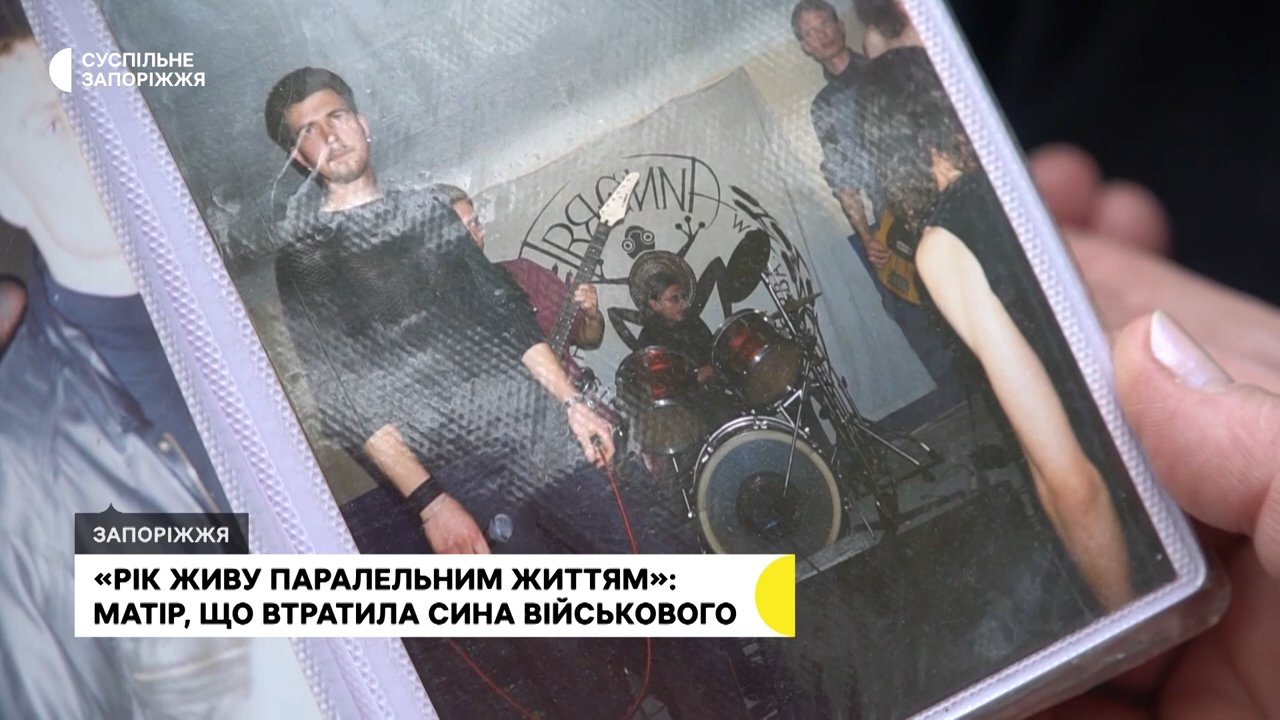 СУСПІЛЬНЕ
ЗАПОРІЖЖЯ
ЗАПОРІЖЖЯ
«РІК ЖИВУ ПАРАЛЕЛЬНИМ ЖИТТЯМ»:
МАТІР, ЩО ВТРАТИЛА СИНА ВІЙСЬКОВОГО